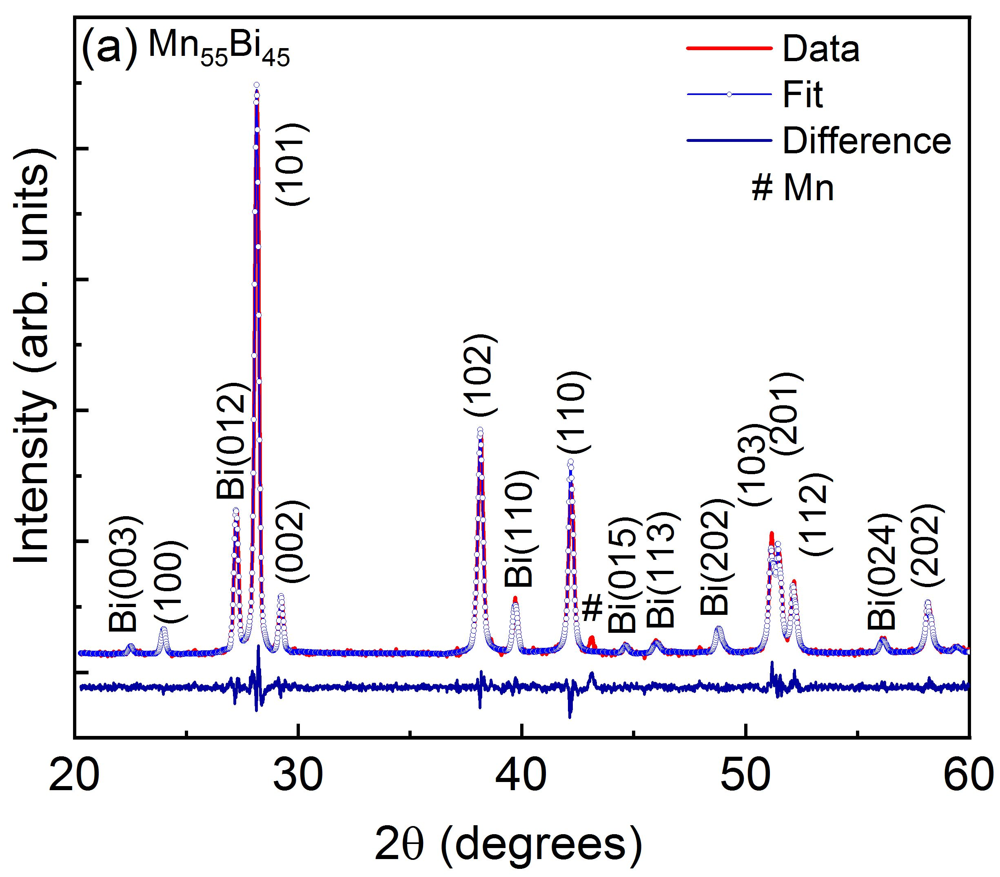 (a) Mn₅₅Bi₄₅
Data
Fit
Difference
# Mn
Intensity (arb. units)
Bi(003)
(100)
Bi(012)
(101)
(002)
(102)
Bi(110)
(110)
#
Bi(015)
Bi(113)
Bi(202)
(103)
(201)
(112)
Bi(024)
(202)
20 30 40 50 60
2θ (degrees)